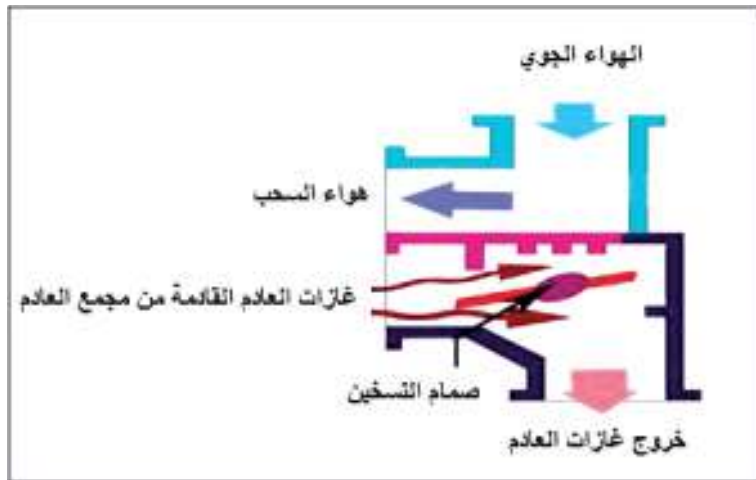 الهواء الجوي
هواء السحب
غازات العادم القادمة من مجمع العادم
صمام التسخين
خروج غازات العادم